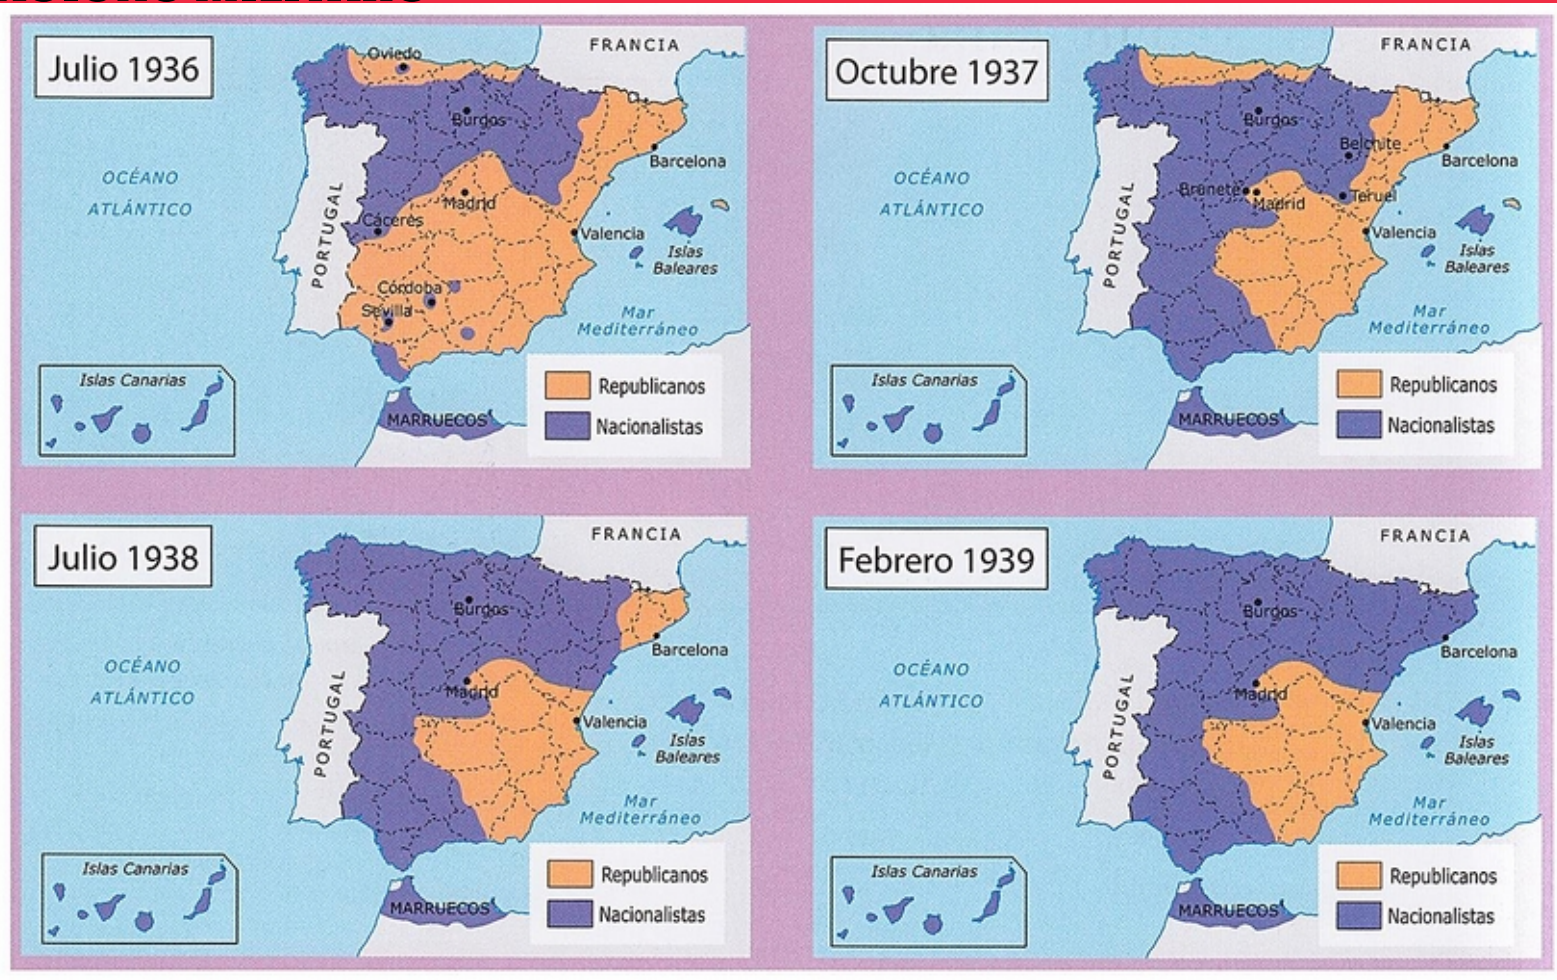 Julio 1936
FRANCIA
Oviedo
Burgos
Barcelona
OCÉANO
ATLÁNTICO
PORTUGAL
Madrid
Cáceres
Valencia
Islas
Baleares
Córdoba
Sevilla
Mar
Mediterráneo
Islas Canarias
MARRUECOS
Republicanos
Nacionalistas
Octubre 1937
FRANCIA
Burgos
Belchite
Barcelona
OCÉANO
ATLÁNTICO
PORTUGAL
Brunete
Madrid
Teruel
Valencia
Islas
Baleares
Mar
Mediterráneo
Islas Canarias
MARRUECOS
Republicanos
Nacionalistas
Julio 1938
FRANCIA
Burgos
Barcelona
OCÉANO
ATLÁNTICO
PORTUGAL
Madrid
Valencia
Islas
Baleares
Mar
Mediterráneo
Islas Canarias
MARRUECOS
Republicanos
Nacionalistas
Febrero 1939
FRANCIA
Burgos
Barcelona
OCÉANO
ATLÁNTICO
PORTUGAL
Madrid
Valencia
Islas
Baleares
Mar
Mediterráneo
Islas Canarias
MARRUECOS
Republicanos
Nacionalistas